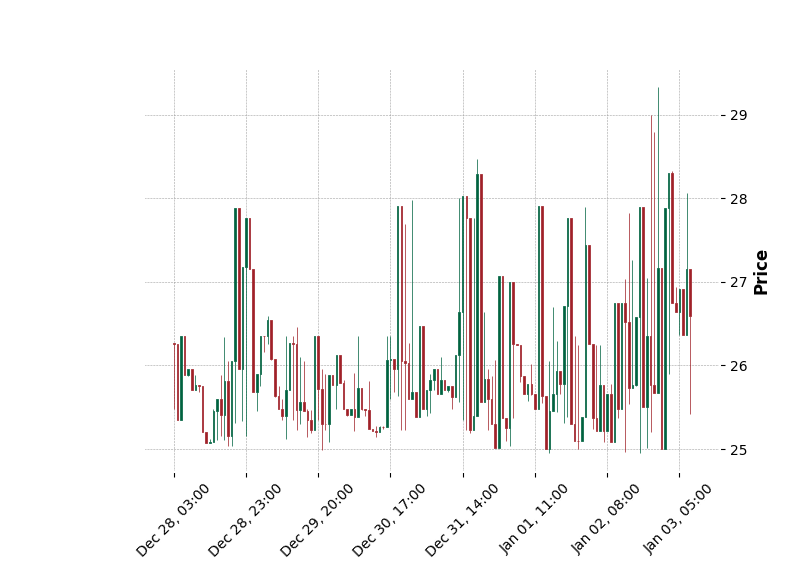 29
28
27
26
25
Price
Dec 28, 03:00
Dec 28, 23:00
Dec 29, 20:00
Dec 30, 17:00
Dec 31, 14:00
Jan 01, 11:00
Jan 02, 08:00
Jan 03, 05:00